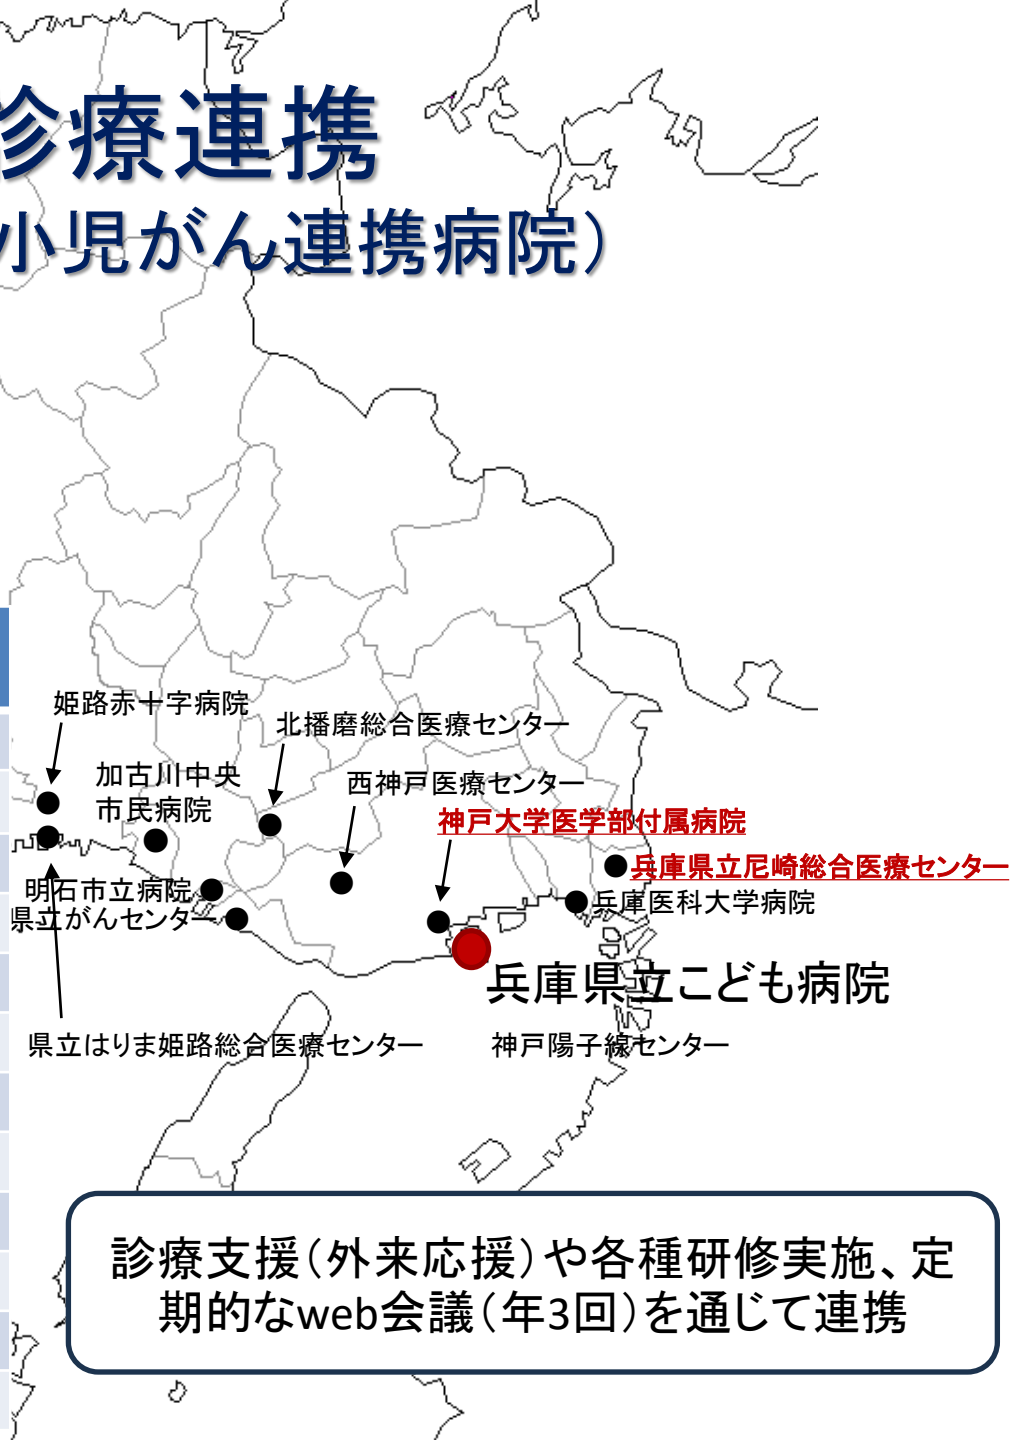 診療連携
小児がん連携病院）
姫路赤十字病院
北播磨総合医療センター
加古川中央
市民病院
西神戸医療センター
神戸大学医学部付属病院
兵庫県立尼崎総合医療センター
明石市立病院
兵庫医科大学病院
県立がんセンター
兵庫県立こども病院
県立はりま姫路総合医療センター
神戸陽子線センター
診療支援（外来応援）や各種研修実施、定
期的なweb会議（年3回）を通じて連携